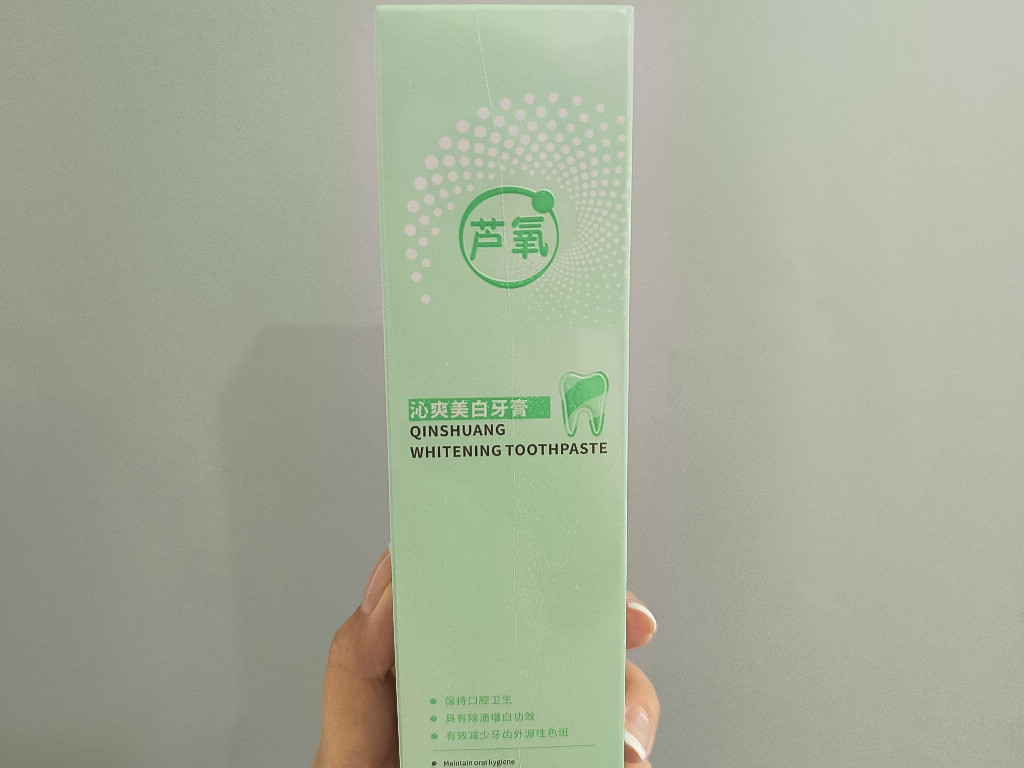 芦氧
沁爽美白牙膏
QINSHUANG
WHITENING TOOTHPASTE
保持口腔卫生
具有除渍增白功效
有效减少牙齿外源性色斑
Maintain oral hygiene